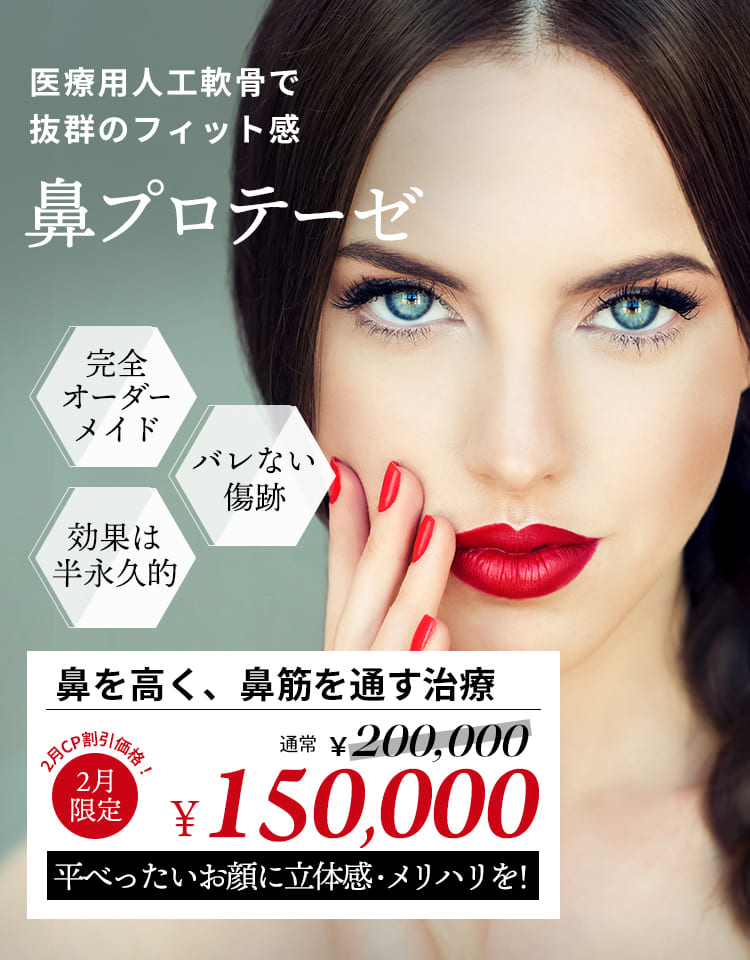 医療用人工軟骨で
抜群のフィット感
鼻プロテーゼ
完全
オーダー
メイド
バレない
傷跡
効果は
半永久的
鼻を高く、鼻筋を通す治療
2月CP割引価格！
2月
限定
通常 ¥200,000
¥150,000
平べったいお顔に立体感・メリハリを!